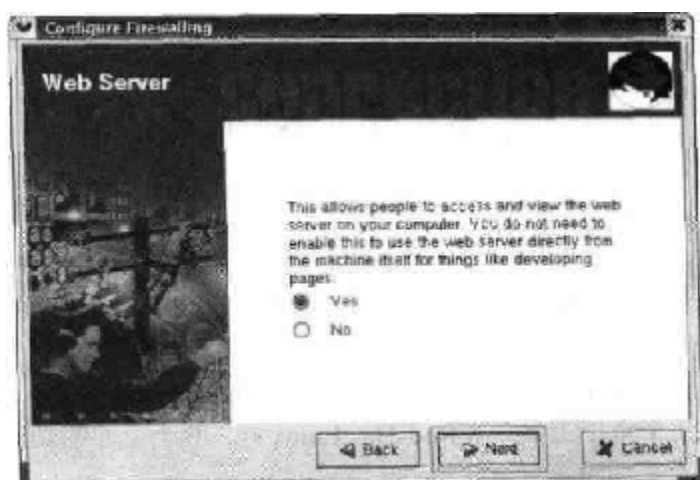 Configure Firewalling
Web Server
This allows people to access and view the web
server on your computer. You do not need to
enable this to use the web server directly from
the machine itself for things like developing
pages.
Yes
No
Back
Next
Cancel